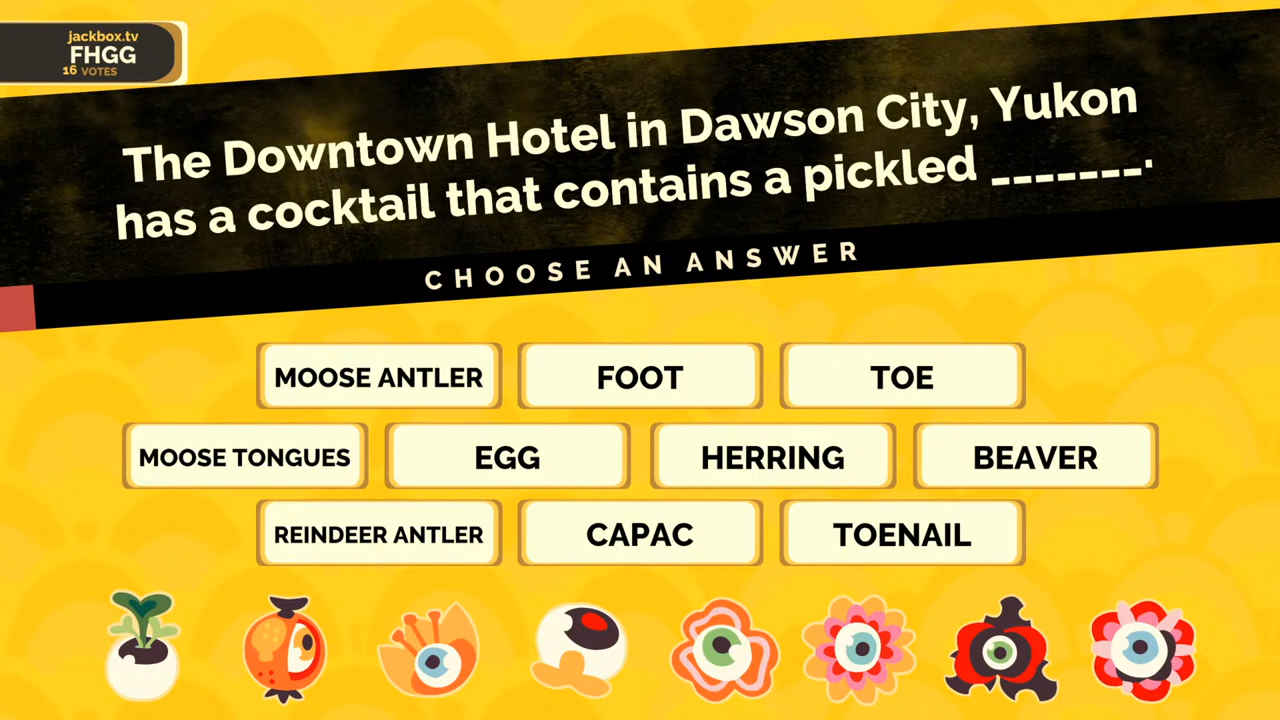 jackbox.tv
FHGG
16 VOTES
The Downtown Hotel in Dawson City, Yukon
has a cocktail that contains a pickled _______.
CHOOSE AN ANSWER
MOOSE ANTLER
FOOT
TOE
MOOSE TONGUES
EGG
HERRING
BEAVER
REINDEER ANTLER
CAPAC
TOENAIL